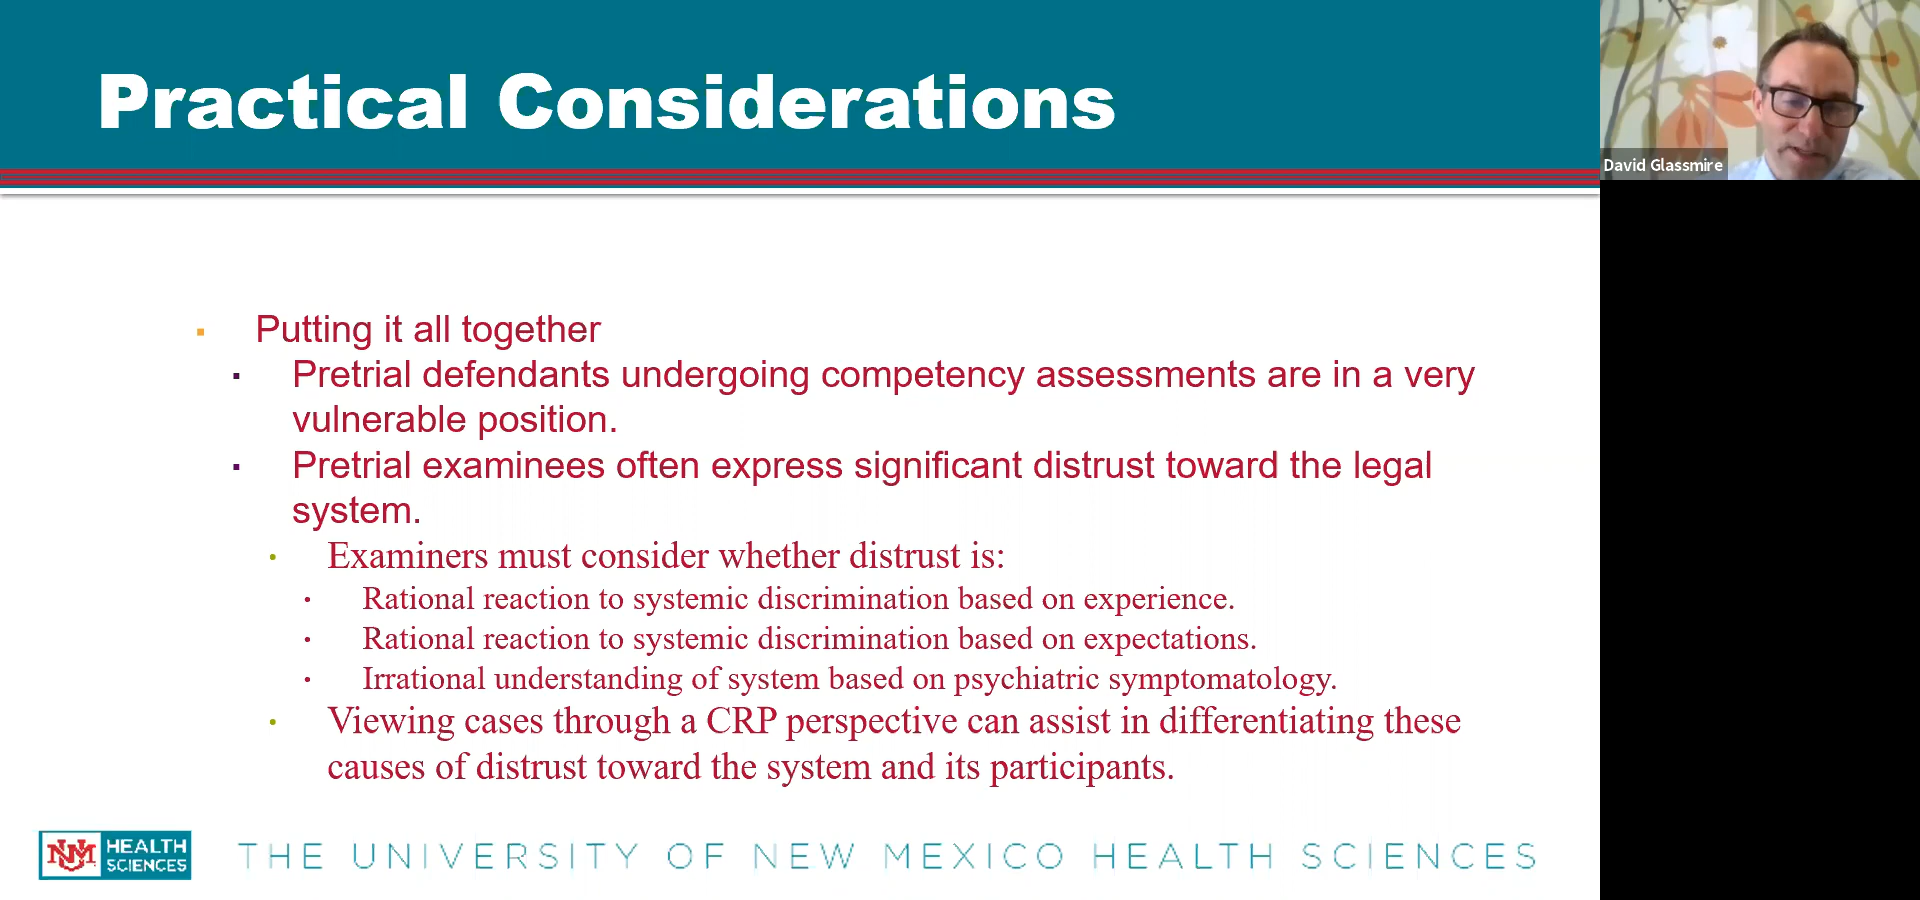 Practical Considerations
David Glassmire
Putting it all together
Pretrial defendants undergoing competency assessments are in a very
vulnerable position.
Pretrial examinees often express significant distrust toward the legal
system.
Examiners must consider whether distrust is:
Rational reaction to systemic discrimination based on experience.
Rational reaction to systemic discrimination based on expectations.
Irrational understanding of system based on psychiatric symptomatology.
Viewing cases through a CRP perspective can assist in differentiating these
causes of distrust toward the system and its participants.
UNM HEALTH
SCIENCES
THE UNIVERSITY OF NEW MEXICO HEALTH SCIENCES